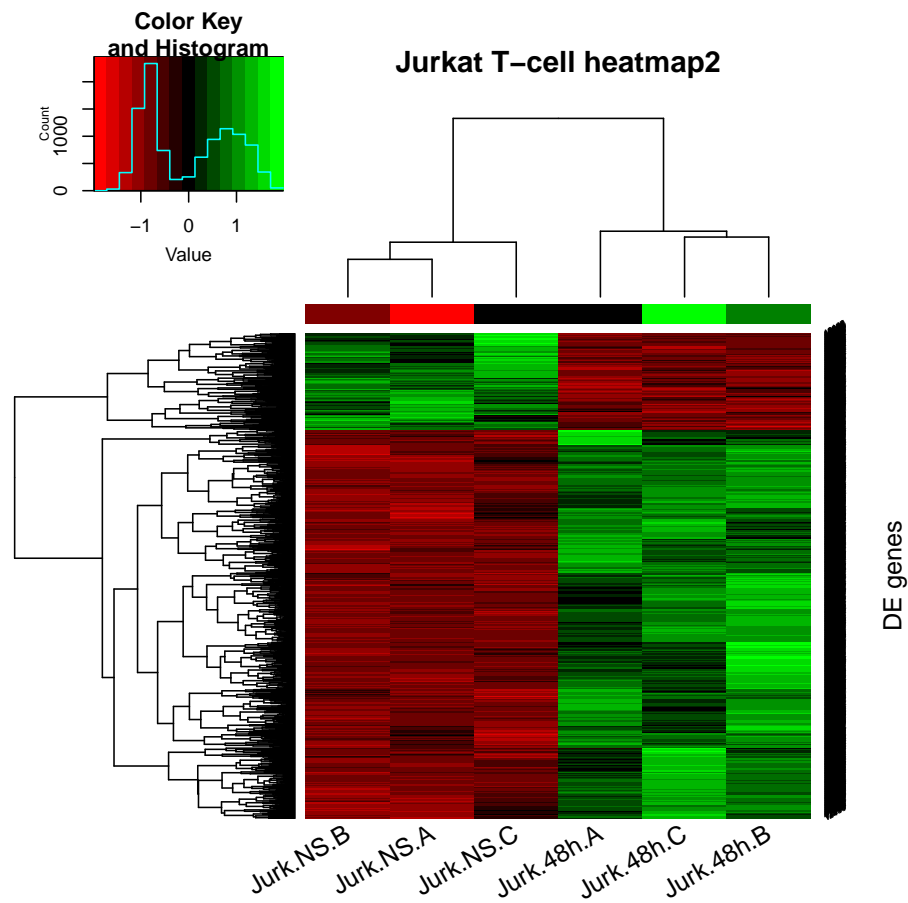 Color Key
and Histogram
Jurkat T−cell heatmap2
Count
0
1000
−1
0
1
Value
DE genes
Jurk.NS.B
Jurk.NS.A
Jurk.NS.C
Jurk.48h.A
Jurk.48h.C
Jurk.48h.B